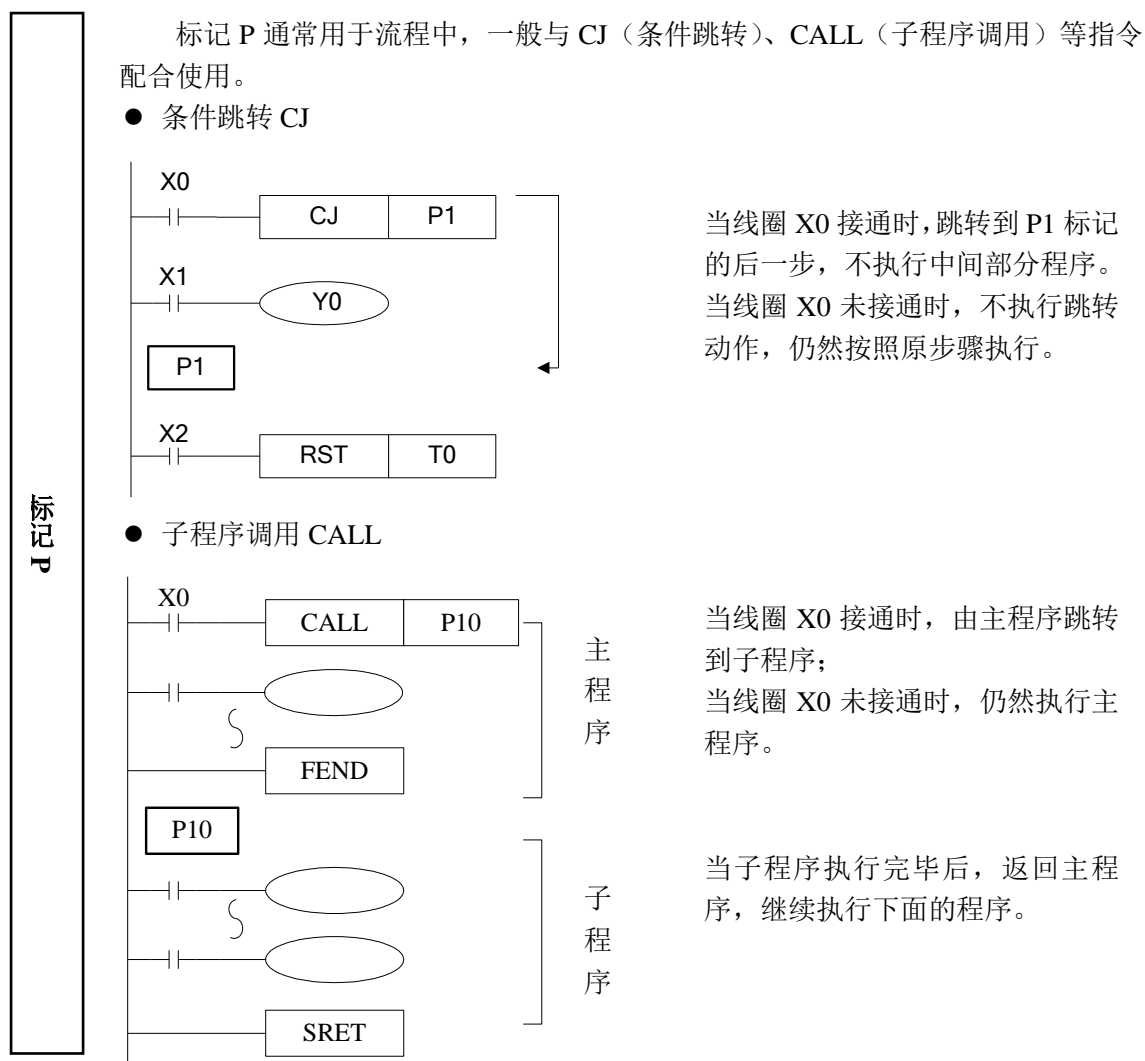 标记 P 通常用于流程中，一般与 CJ（条件跳转）、CALL（子程序调用）等指令
配合使用。
● 条件跳转 CJ
X0
CJ P1
X1
Y0
P1
X2
RST T0
当线圈 X0 接通时，跳转到 P1 标记
的后一步，不执行中间部分程序。
当线圈 X0 未接通时，不执行跳转
动作，仍然按照原步骤执行。
标记 P
● 子程序调用 CALL
X0
CALL P10
FEND
主程序
当线圈 X0 接通时，由主程序跳转
到子程序；
当线圈 X0 未接通时，仍然执行主
程序。
P10
SRET
子程序
当子程序执行完毕后，返回主程
序，继续执行下面的程序。